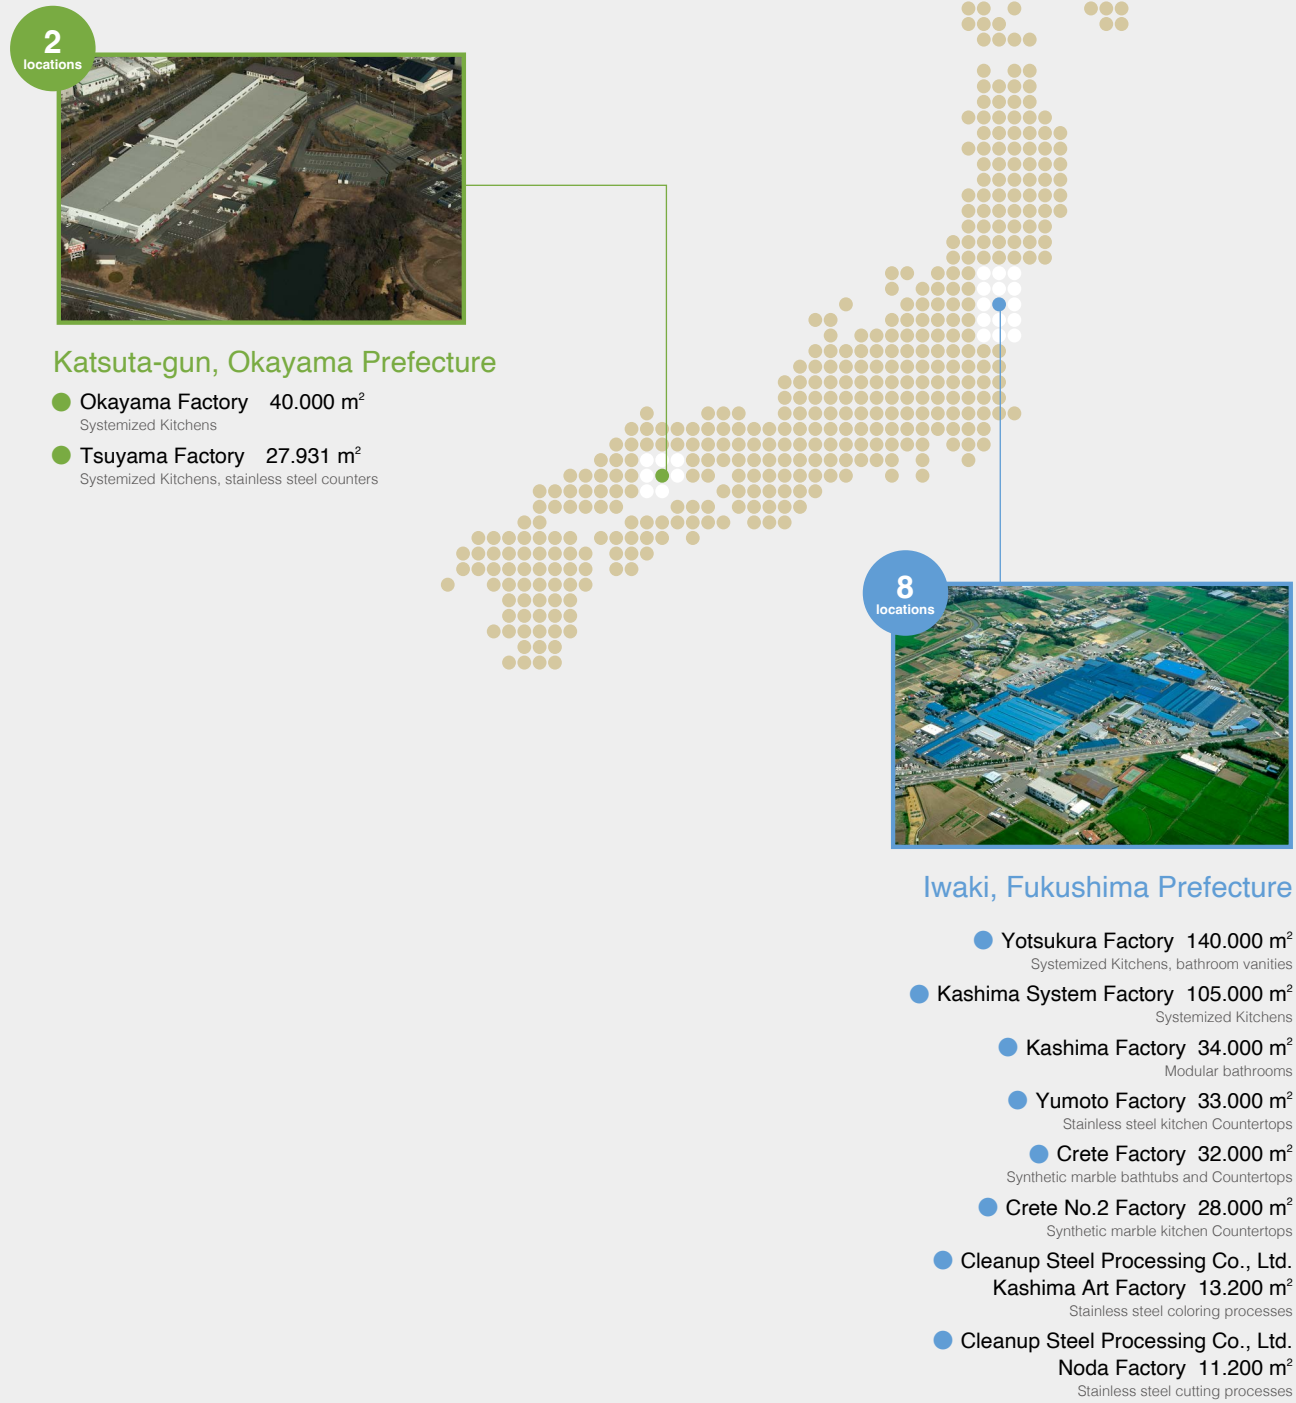 2
locations
Katsuta-gun, Okayama Prefecture
Okayama Factory 40.000 m²
Systemized Kitchens
Tsuyama Factory 27.931 m²
Systemized Kitchens, stainless steel counters
8
locations
Iwaki, Fukushima Prefecture
Yotsukura Factory 140.000 m²
Systemized Kitchens, bathroom vanities
Kashima System Factory 105.000 m²
Systemized Kitchens
Kashima Factory 34.000 m²
Modular bathrooms
Yumoto Factory 33.000 m²
Stainless steel kitchen Countertops
Crete Factory 32.000 m²
Synthetic marble bathtubs and Countertops
Crete No.2 Factory 28.000 m²
Synthetic marble kitchen Countertops
Cleanup Steel Processing Co., Ltd.
Kashima Art Factory 13.200 m²
Stainless steel coloring processes
Cleanup Steel Processing Co., Ltd.
Noda Factory 11.200 m²
Stainless steel cutting processes